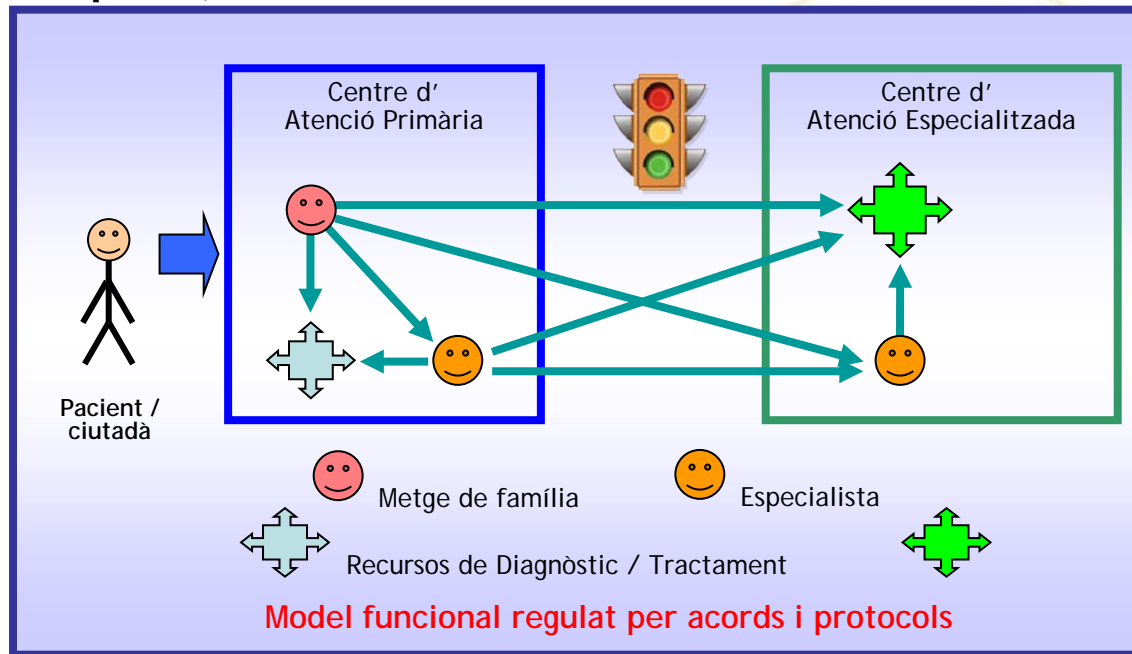 Centre d'
Atenció Primària
Centre d'
Atenció Especialitzada
Pacient /
ciutadà
Metge de família
Especialista
Recursos de Diagnòstic / Tractament
Model funcional regulat per acords i protocols